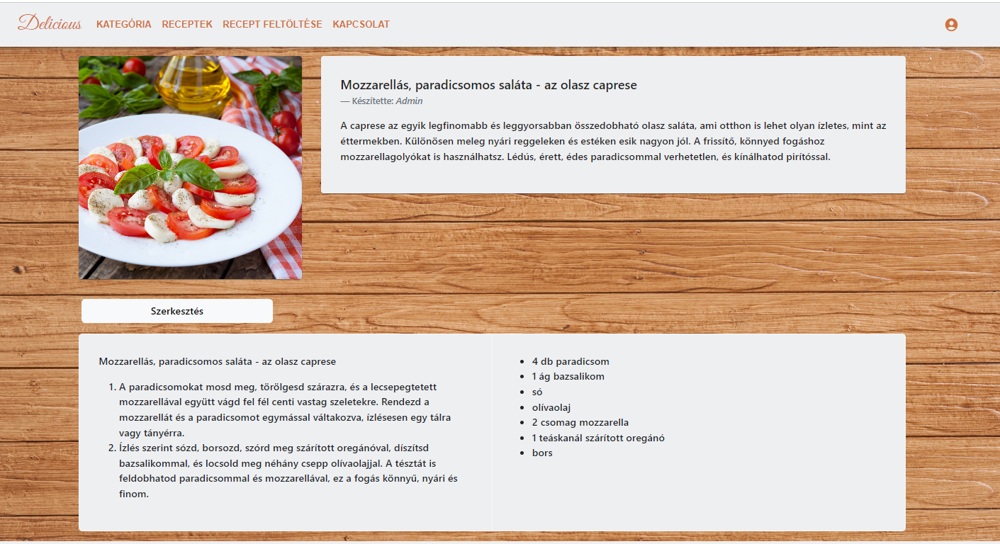 Delicious KATEGÓRIA RECEPTEK RECEPT FELTÖLTÉSE KAPCSOLAT
Mozzarellás, paradicsomos saláta - az olasz caprese
— Készítette: Admin
A caprese az egyik legfinomabb és leggyorsabban összedobható olasz saláta, ami otthon is lehet olyan ízletes, mint az
éttermekben. Különösen meleg nyári reggeleken és estéken esik nagyon jól. A frissítő, könnyed fogáshoz
mozzarellagolyókat is használhatsz. Lédús, érett, édes paradicsommal verhetetlen, és kínálhatod pirítóssal.
Szerkesztés
Mozzarellás, paradicsomos saláta - az olasz caprese
1. A paradicsomokat mosd meg, törölgesd szárazra, és a lecsepegtetett
mozzarellával együtt vágd fel fél centi vastag szeletekre. Rendezd a
mozzarellát és a paradicsomot egymással váltakozva, ízlésesen egy tálra
vagy tányérra.
2. Ízlés szerint sózd, borsozd, szórd meg szárított oregánóval, díszítsd
bazsalikommal, és locsold meg néhány csepp olívaolajjal. A tésztát is
feldobhatod paradicsommal és mozzarellával, ez a fogás könnyű, nyári és
finom.
• 4 db paradicsom
• 1 ág bazsalikom
• só
• olívaolaj
• 2 csomag mozzarella
• 1 teáskanál szárított oregánó
• bors